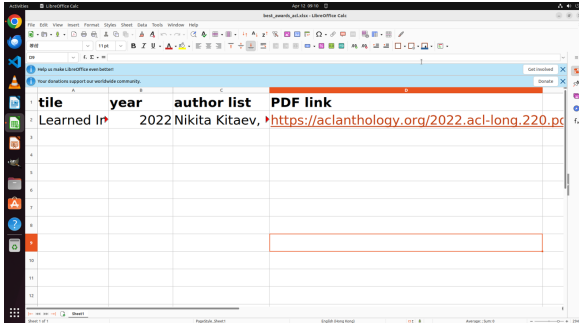 Activities LibreOffice Calc Apr 12 09:10
best_awards_acl.xlsx - LibreOffice Calc
File Edit View Insert Format Styles Sheet Data Tools Window Help
11 pt
Help us make LibreOffice even better!
Get involved
Your donations support our worldwide community.
Donate
A B C D
1 tile year author list PDF link
2 Learned In 2022 Nikita Kitaev, https://aclanthology.org/2022.acl-long.220.pd
3
4
5
6
7
8
9
10
11
12
Sheet1
Sheet 1 of 1 PageStyle_Sheet1 English (Hong Kong) Average: ; Sum: 0